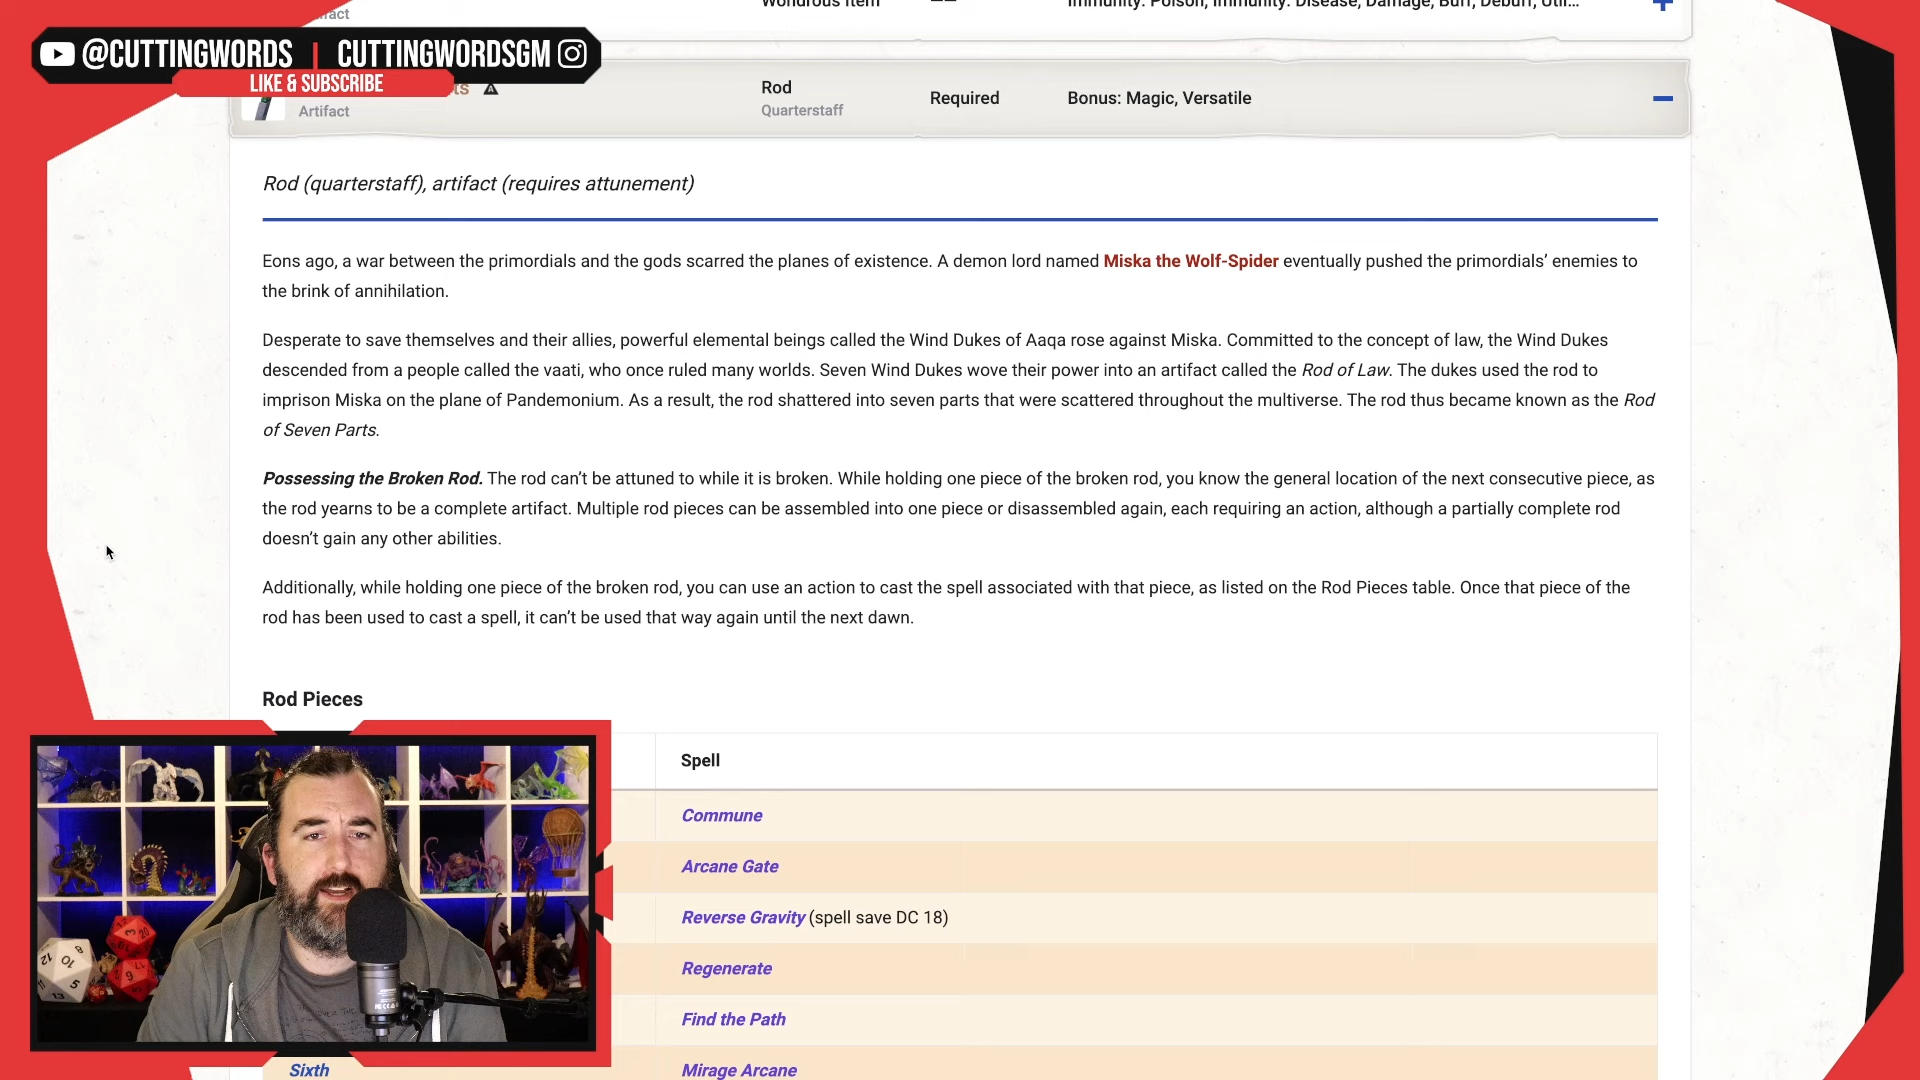 Artifact
Wondrous item
Immunity: Poison, Immunity: Disease, Damage, Buff, Debuff, Util...
@CUTTINGWORDS | CUTTINGWORDSGM
LIKE & SUBSCRIBE
ts
Artifact
Rod
Quarterstaff
Required
Bonus: Magic, Versatile
Rod (quarterstaff), artifact (requires attunement)
Eons ago, a war between the primordials and the gods scarred the planes of existence. A demon lord named Miska the Wolf-Spider eventually pushed the primordials’ enemies to
the brink of annihilation.
Desperate to save themselves and their allies, powerful elemental beings called the Wind Dukes of Aaqa rose against Miska. Committed to the concept of law, the Wind Dukes
descended from a people called the vaati, who once ruled many worlds. Seven Wind Dukes wove their power into an artifact called the Rod of Law. The dukes used the rod to
imprison Miska on the plane of Pandemonium. As a result, the rod shattered into seven parts that were scattered throughout the multiverse. The rod thus became known as the Rod
of Seven Parts.
Possessing the Broken Rod. The rod can’t be attuned to while it is broken. While holding one piece of the broken rod, you know the general location of the next consecutive piece, as
the rod yearns to be a complete artifact. Multiple rod pieces can be assembled into one piece or disassembled again, each requiring an action, although a partially complete rod
doesn’t gain any other abilities.
Additionally, while holding one piece of the broken rod, you can use an action to cast the spell associated with that piece, as listed on the Rod Pieces table. Once that piece of the
rod has been used to cast a spell, it can’t be used that way again until the next dawn.
Rod Pieces
Spell
Commune
Arcane Gate
Reverse Gravity (spell save DC 18)
Regenerate
Find the Path
Sixth
Mirage Arcane